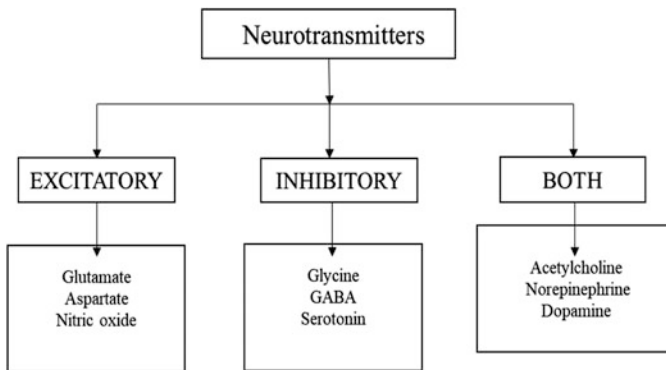 Neurotransmitters
EXCITATORY
INHIBITORY
BOTH
Glutamate
Aspartate
Nitric oxide
Glycine
GABA
Serotonin
Acetylcholine
Norepinephrine
Dopamine